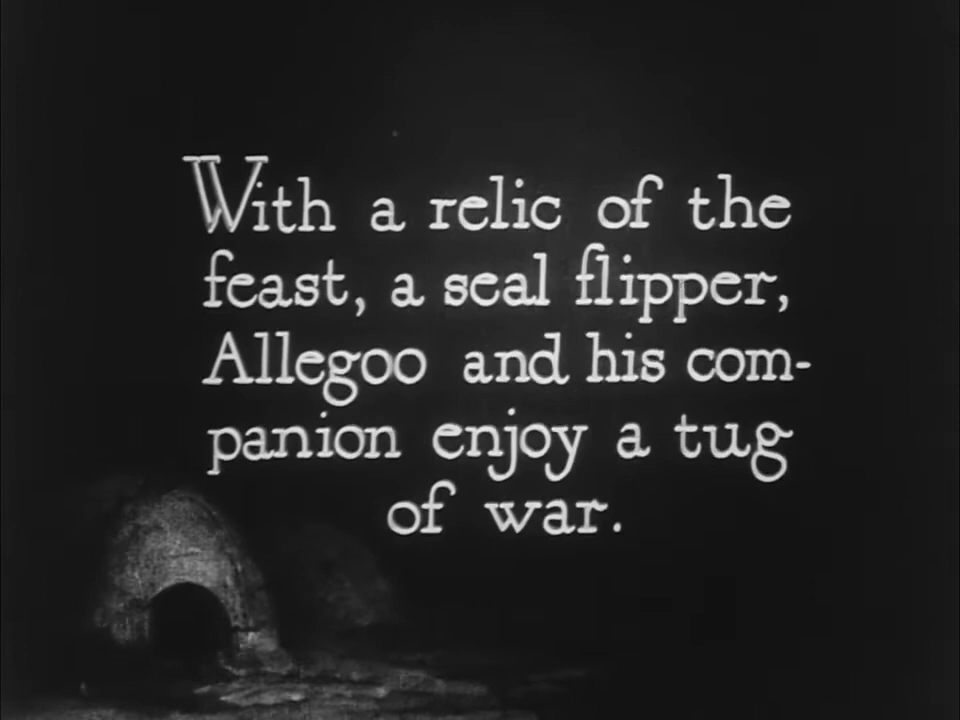 With a relic of the
feast, a seal flipper,
Allegoo and his com-
panion enjoy a tug
of war.